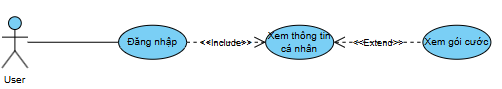 Đăng nhập
<<Include>>
Xem thông tin
cá nhân
<<Extend>>
Xem gói cước
User